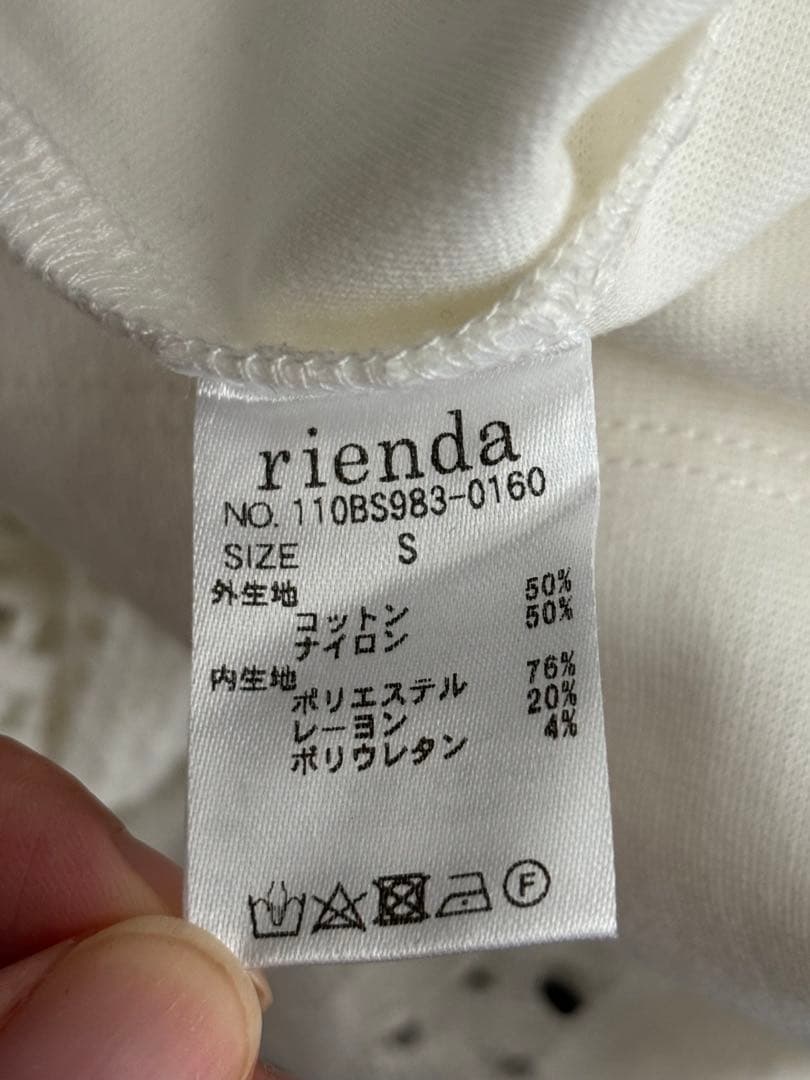 rienda
NO. 110BS983-0160
SIZE S
外生地
コットン 50%
ナイロン 50%
内生地
ポリエステル 76%
レーヨン 20%
ポリウレタン 4%
F